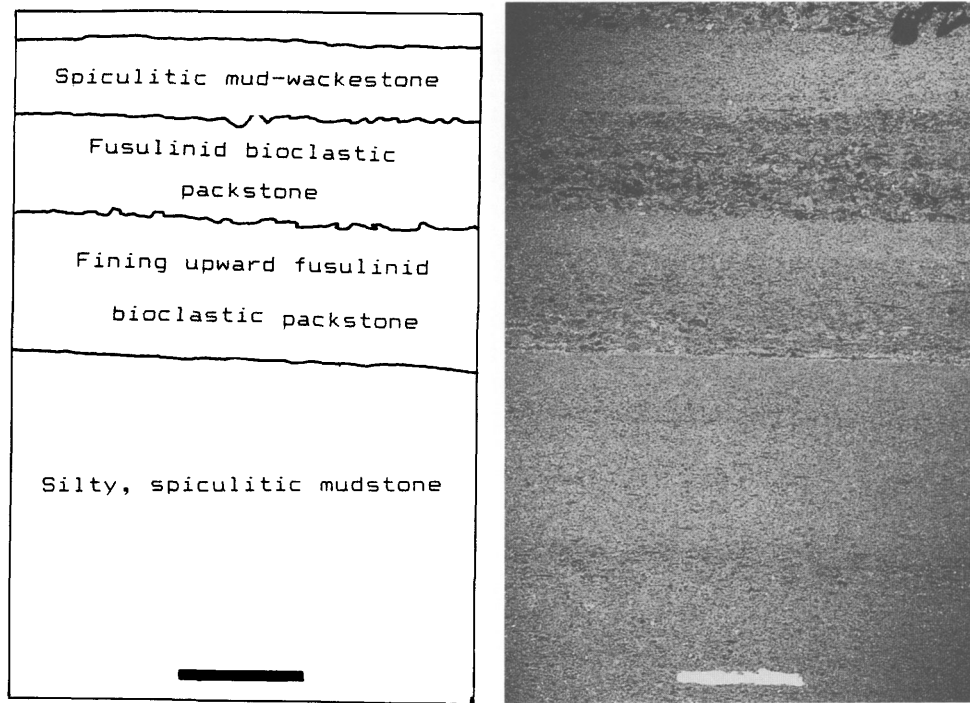 Spiculitic mud-wackestone
Fusulinid bioclastic
packstone
Fining upward fusulinid
bioclastic packstone
Silty, spiculitic mudstone